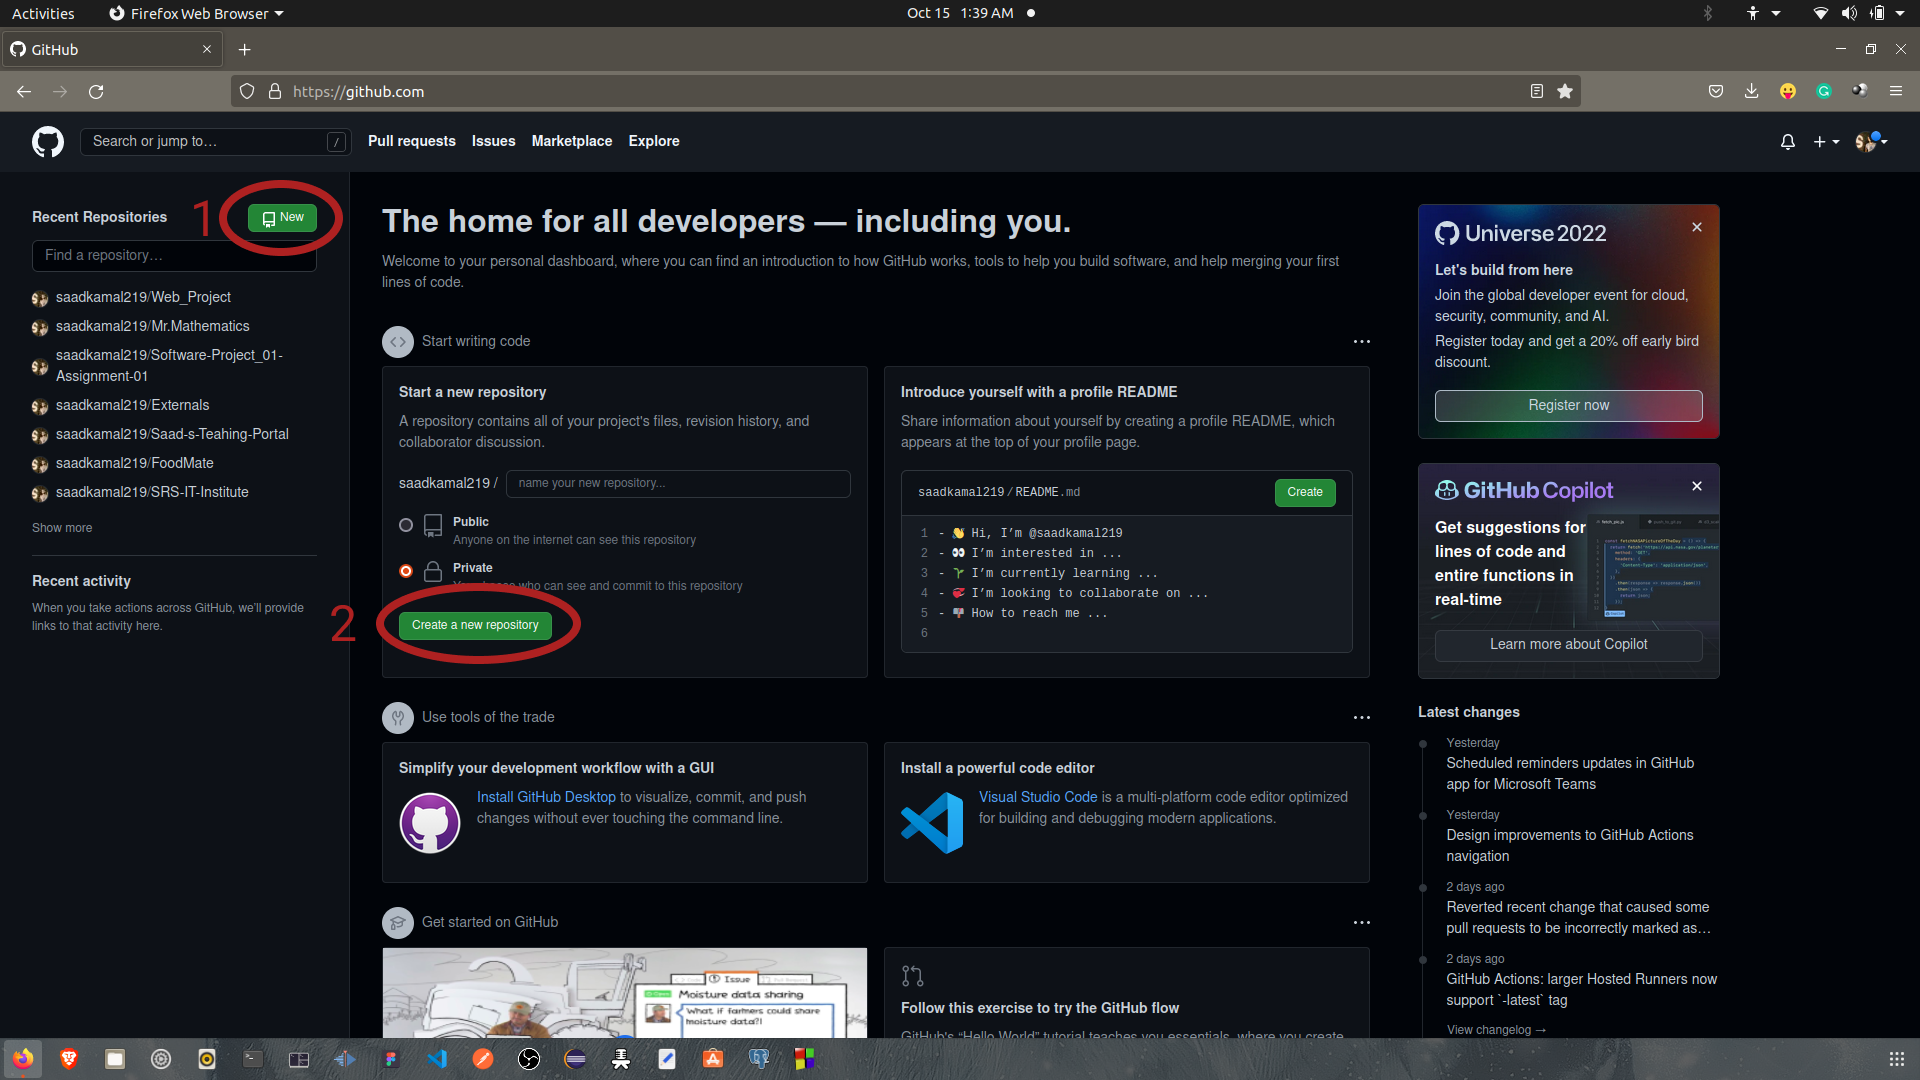 Activities
Firefox Web Browser
Oct 15 1:39 AM
GitHub
https://github.com
Search or jump to…
/
Pull requests
Issues
Marketplace
Explore
Recent Repositories
1
New
Find a repository…
saadkamal219/Web_Project
saadkamal219/Mr.Mathematics
saadkamal219/Software-Project_01-
Assignment-01
saadkamal219/Externals
saadkamal219/Saad-s-Teahing-Portal
saadkamal219/FoodMate
saadkamal219/SRS-IT-Institute
Show more
Recent activity
When you take actions across GitHub, we'll provide
links to that activity here.
The home for all developers — including you.
Welcome to your personal dashboard, where you can find an introduction to how GitHub works, tools to help you build software, and help merging your first
lines of code.
Start writing code
Start a new repository
A repository contains all of your project's files, revision history, and
collaborator discussion.
saadkamal219 /
name your new repository...
Public
Anyone on the internet can see this repository
Private
who can see and commit to this repository
2
Create a new repository
Introduce yourself with a profile README
Share information about yourself by creating a profile README, which
appears at the top of your profile page.
saadkamal219 / README.md
Create
1 - 👋 Hi, I'm @saadkamal219
2 - 👀 I'm interested in ...
3 - 🌱 I'm currently learning ...
4 - 💞️ I'm looking to collaborate on ...
5 - 📫 How to reach me ...
6
Use tools of the trade
Simplify your development workflow with a GUI
Install GitHub Desktop to visualize, commit, and push
changes without ever touching the command line.
Install a powerful code editor
Visual Studio Code is a multi-platform code editor optimized
for building and debugging modern applications.
Get started on GitHub
Issue
Moisture data sharing
What if farmers could share
moisture data?!
Follow this exercise to try the GitHub flow
GitHub's “Hello World” tutorial teaches you essentials, where you create
Universe 2022
Let's build from here
Join the global developer event for cloud,
security, community, and AI.
Register today and get a 20% off early bird
discount.
Register now
GitHub Copilot
Get suggestions for
lines of code and
entire functions in
real-time
Learn more about Copilot
Latest changes
Yesterday
Scheduled reminders updates in GitHub
app for Microsoft Teams
Yesterday
Design improvements to GitHub Actions
navigation
2 days ago
Reverted recent change that caused some
pull requests to be incorrectly marked as…
2 days ago
GitHub Actions: larger Hosted Runners now
support `-latest` tag
View changelog →